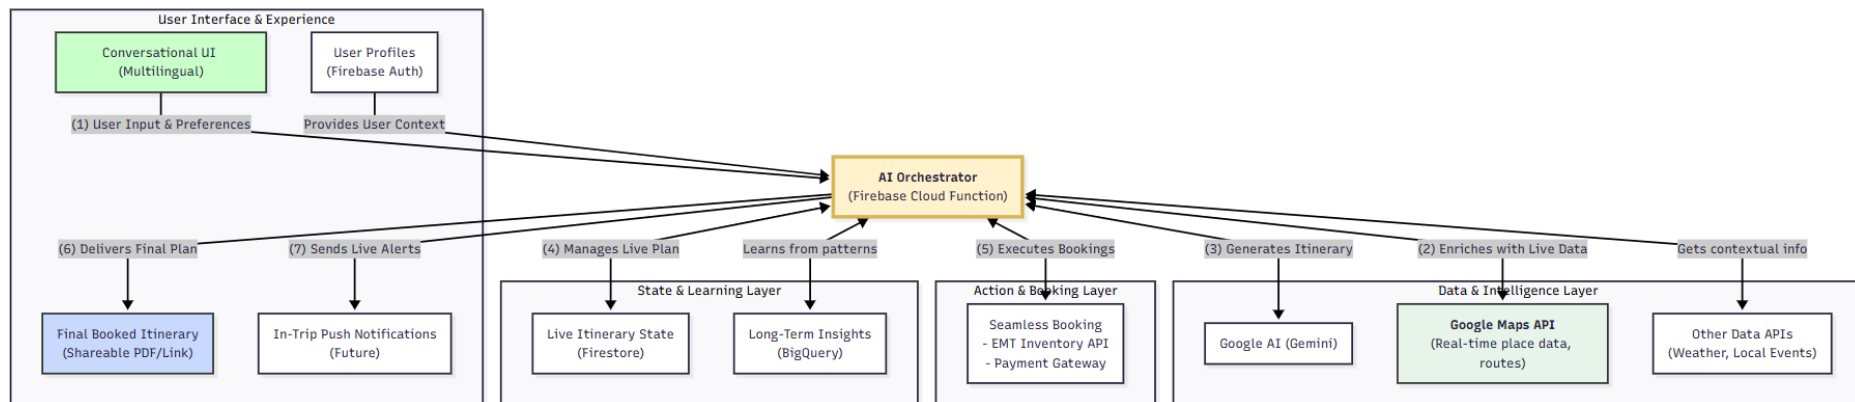 User Interface & Experience
Conversational UI
(Multilingual)
User Profiles
(Firebase Auth)
(1) User Input & Preferences
Provides User Context
AI Orchestrator
(Firebase Cloud Function)
(6) Delivers Final Plan
(7) Sends Live Alerts
(4) Manages Live Plan
Learns from patterns
(5) Executes Bookings
(3) Generates Itinerary
(2) Enriches with Live Data
Gets contextual info
State & Learning Layer
Action & Booking Layer
Data & Intelligence Layer
Final Booked Itinerary
(Shareable PDF/Link)
In-Trip Push Notifications
(Future)
Live Itinerary State
(Firestore)
Long-Term Insights
(BigQuery)
Seamless Booking
- EMT Inventory API
- Payment Gateway
Google AI (Gemini)
Google Maps API
(Real-time place data,
routes)
Other Data APIs
(Weather, Local Events)